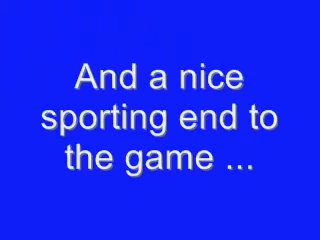 And a nice
sporting end to
the game ...